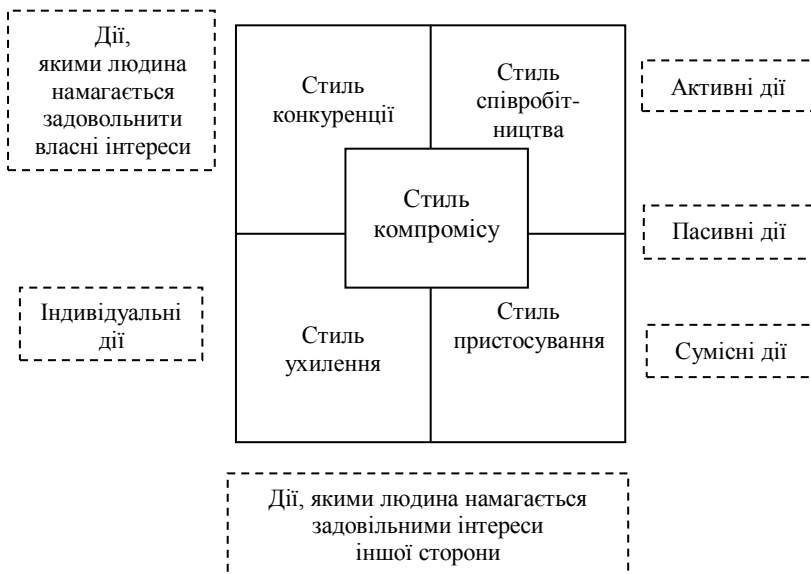 Дії,
якими людина
намагається
задовольнити
власні інтереси
Стиль
конкуренції
Стиль
співробіт-
ництва
Активні дії
Стиль
компромісу
Пасивні дії
Індивідуальні
дії
Стиль
ухилення
Стиль
пристосування
Сумісні дії
Дії, якими людина намагається
задовільними інтереси
іншої сторони